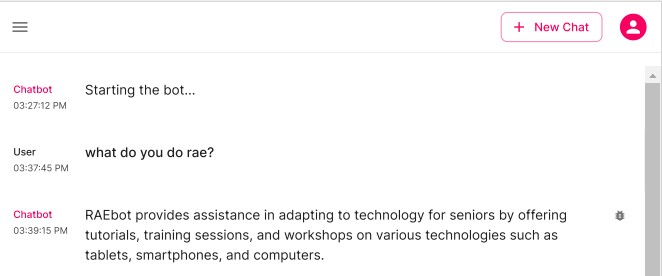 + New Chat
Chatbot
03:27:12 PM
Starting the bot...
User
03:37:45 PM
what do you do rae?
Chatbot
03:39:15 PM
RAEbot provides assistance in adapting to technology for seniors by offering
tutorials, training sessions, and workshops on various technologies such as
tablets, smartphones, and computers.